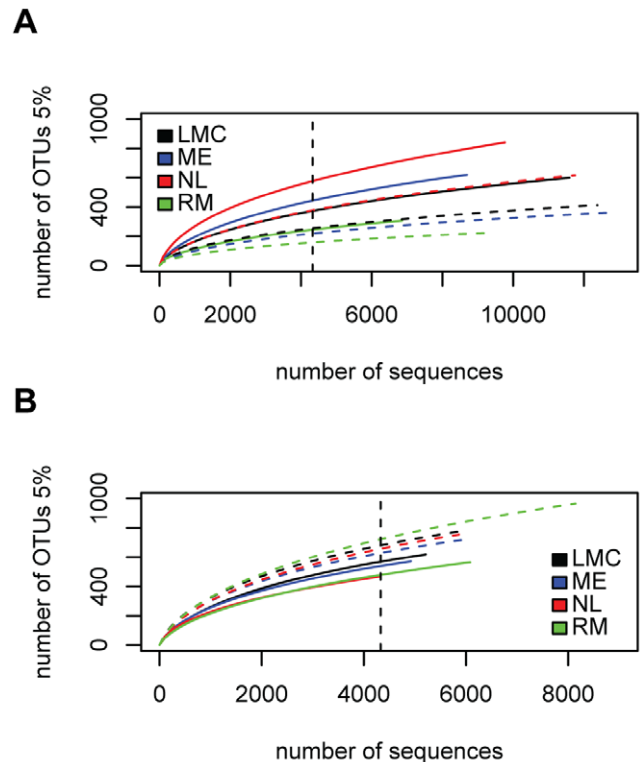 A
number of OTUs 5%
1000
400
0
LMC
ME
NL
RM
0 2000 6000 10000
number of sequences
B
number of OTUs 5%
1000
400
0
LMC
ME
NL
RM
0 2000 4000 6000 8000
number of sequences